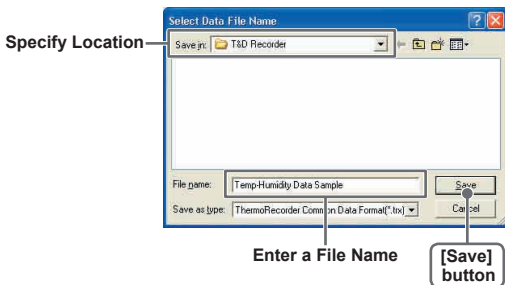 Select Data File Name
Specify Location
Save in: T&D Recorder
File name: Temp-Humidity Data Sample
Save
Save as type: ThermoRecorder Common Data Format(*.trx)
Cancel
Enter a File Name
[Save]
button